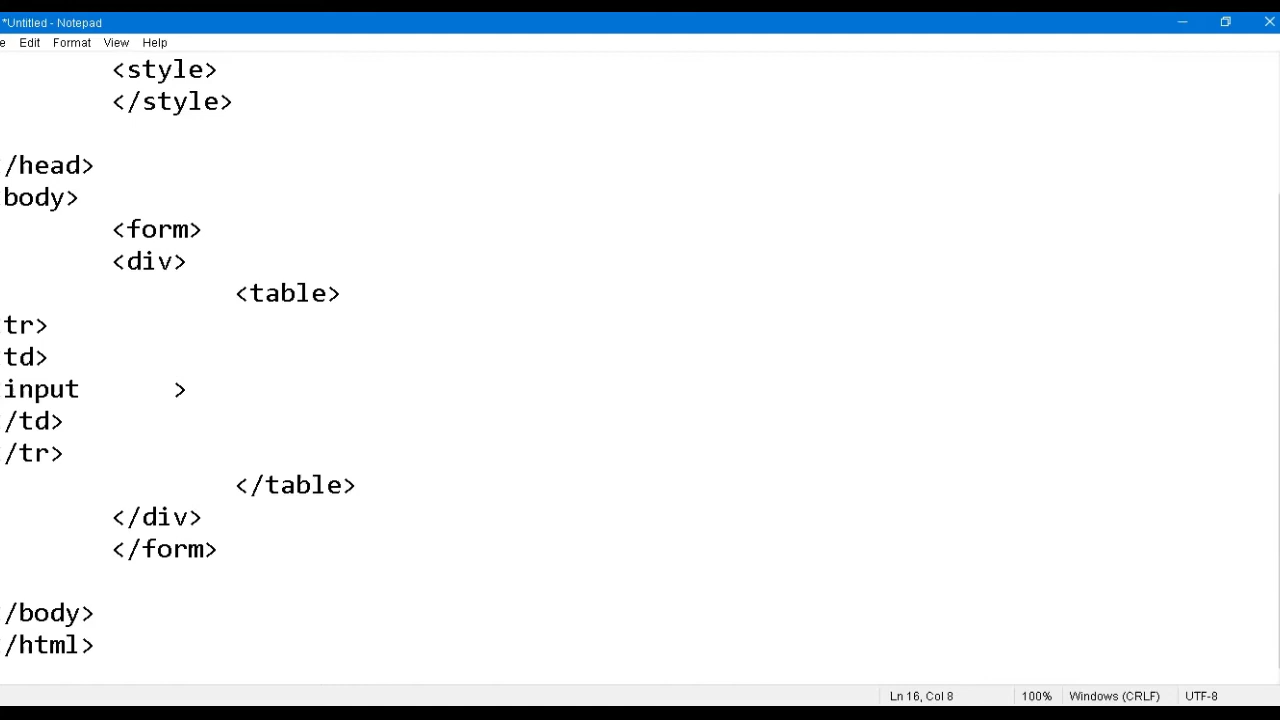 *Untitled - Notepad
e Edit Format View Help
<style>
</style>
/head>
body>
<form>
<div>
<table>
tr>
td>
input >
/td>
/tr>
</table>
</div>
</form>
/body>
/html>
Ln 16, Col 8 100% Windows (CRLF) UTF-8